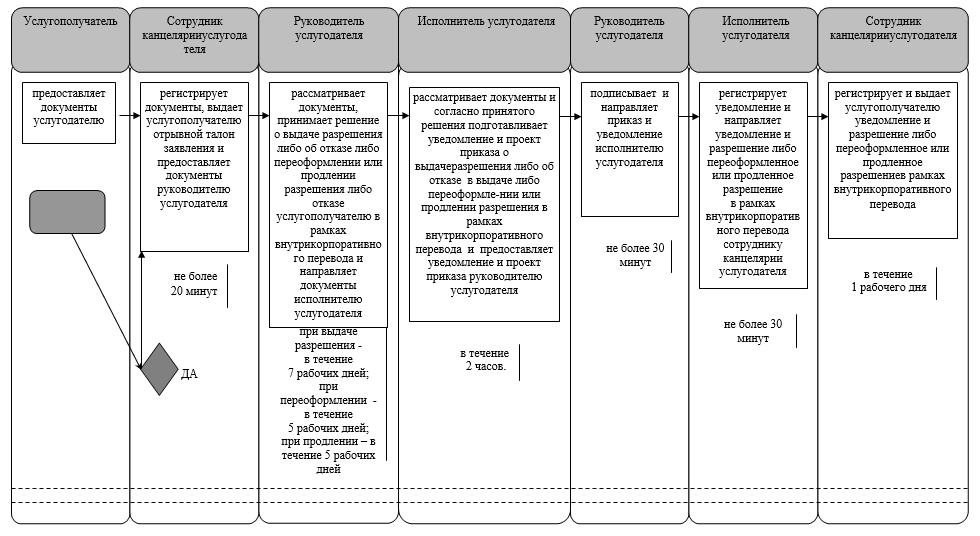 Услугополучатель
Сотрудник
канцелярииуслугода
теля
Руководитель
услугодателя
Исполнитель услугодателя
Руководитель
услугодателя
Исполнитель
услугодателя
Сотрудник
канцелярииуслугодателя
предоставляет
документы
услугодателю
регистрирует
документы, выдает
услугополучателю
отрывной талон
заявления и
предоставляет
документы
руководителю
услугодателя
не более
20 минут
ДА
рассматривает
документы,
принимает решение
о выдаче разрешения
либо об отказе либо
переоформлении или
продлении
разрешения либо
отказе
услугополучателю в
рамках
внутрикорпоративно
го перевода и
направляет
документы
исполнителю
услугодателя
при выдаче
разрешения -
в течение
7 рабочих дней;
при
переоформлении -
в течение
5 рабочих дней;
при продлении – в
течение 5 рабочих
дней
рассматривает документы и
согласно принятого
решения подготавливает
уведомление и проект
приказа о
выдачеразрешения либо об
отказе в выдаче либо
переоформле-нии или
продлении разрешения в
рамках
внутрикорпоративного
перевода и предоставляет
уведомление и проект
приказа руководителю
услугодателя
в течение
2 часов.
подписывает и
направляет
приказ и
уведомление
исполнителю
услугодателя
не более 30
минут
регистрирует
уведомление и
направляет
уведомление и
разрешение либо
переоформленное
или продленное
разрешение
в рамках
внутрикорпоратив
ного перевода
сотруднику
канцелярии
услугодателя
не более 30
минут
регистрирует и выдает
услугополучателю
уведомление и
разрешение либо
переоформленное или
продленное
разрешениев рамках
внутрикорпоративного
перевода
в течение
1 рабочего дня